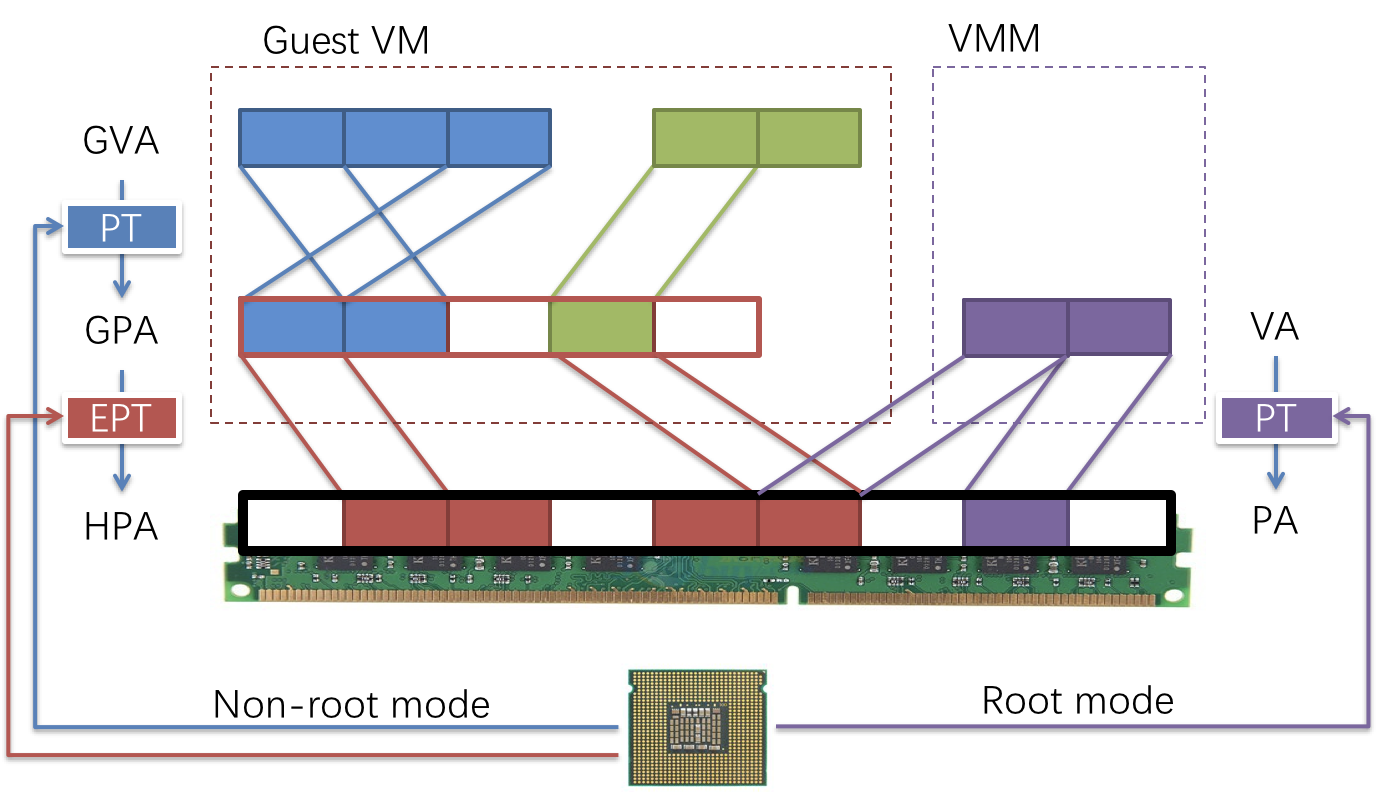 Guest VM
VMM
GVA
PT
GPA
EPT
HPA
VA
PT
PA
Non-root mode
Root mode